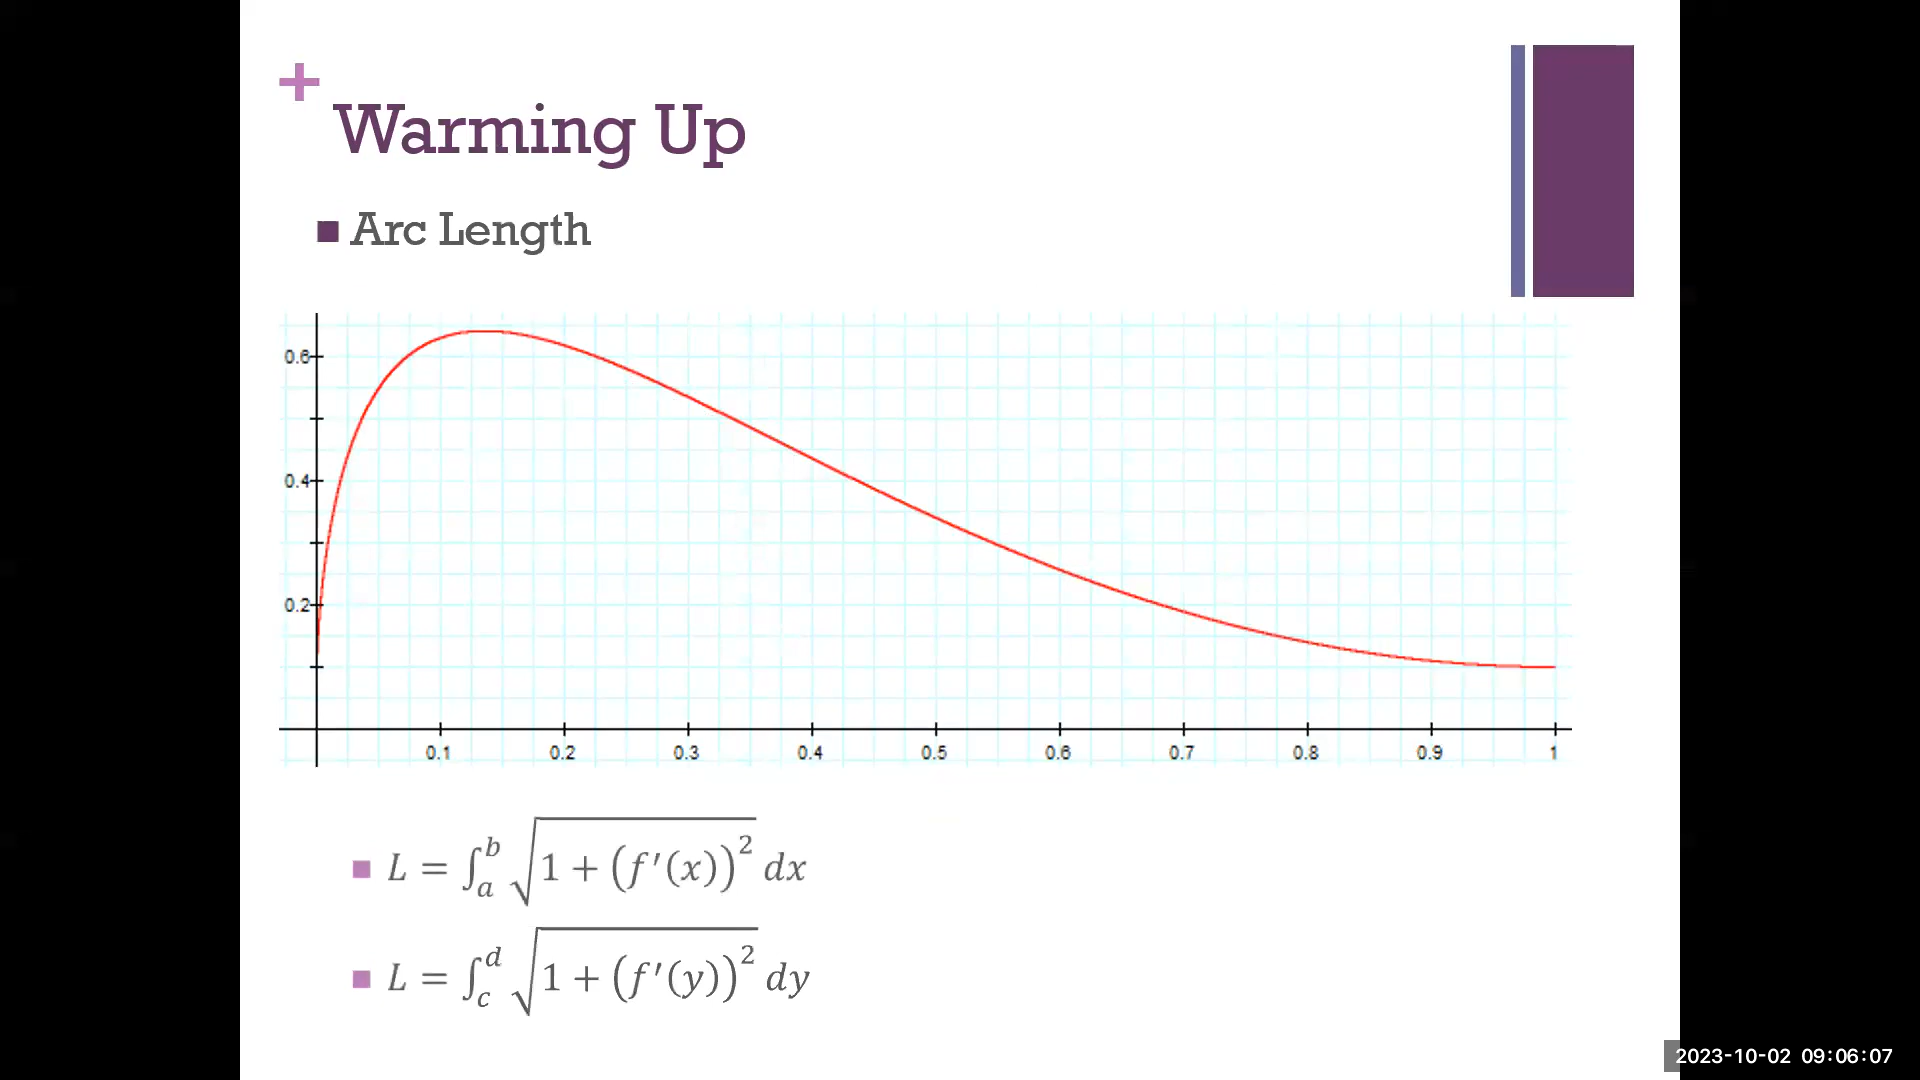 +
Warming Up
■ Arc Length
0.6
0.4
0.2
0.1 0.2 0.3 0.4 0.5 0.6 0.7 0.8 0.9 1
■ L = ∫_a^b √(1 + (f′(x))²) dx
■ L = ∫_c^d √(1 + (f′(y))²) dy
2023-10-02 09:06:07